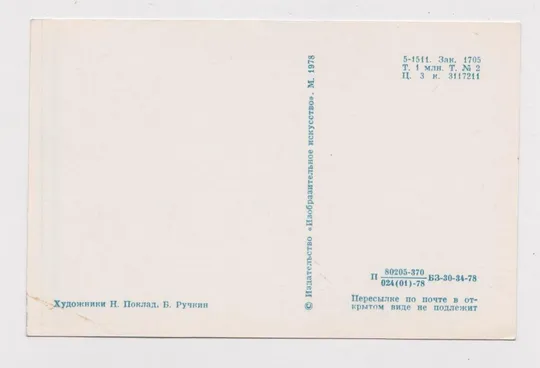 5-1511. Зак. 1705
Т. 1 млн. Т. № 2
Ц. 3 к. 3117211
© Издательство «Изобразительное искусство». М. 1978
П 80205-370 БЗ-30-34-78
024(01)-78
Художники Н. Поклад, Б. Ручкин
Пересылке по почте в от-
крытом виде не подлежит